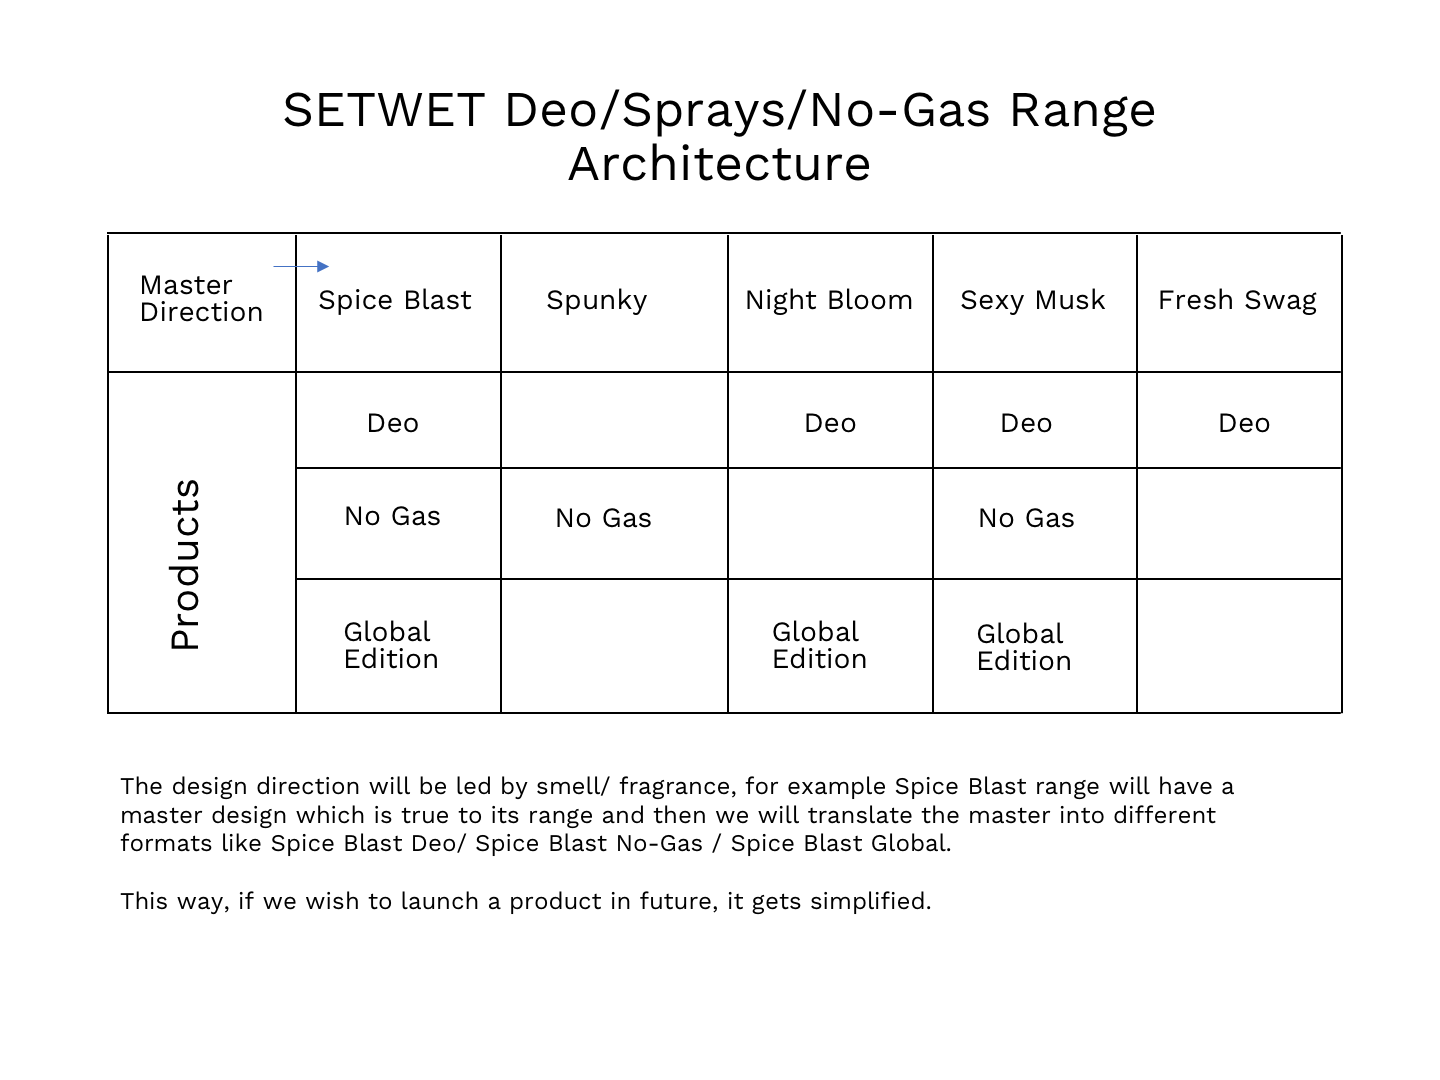 SETWET Deo/Sprays/No-Gas Range
Architecture
Master
Direction
Spice Blast
Spunky
Night Bloom
Sexy Musk
Fresh Swag
Products
Deo
Deo
Deo
Deo
No Gas
No Gas
No Gas
Global
Edition
Global
Edition
Global
Edition
The design direction will be led by smell/ fragrance, for example Spice Blast range will have a
master design which is true to its range and then we will translate the master into different
formats like Spice Blast Deo/ Spice Blast No-Gas / Spice Blast Global.
This way, if we wish to launch a product in future, it gets simplified.